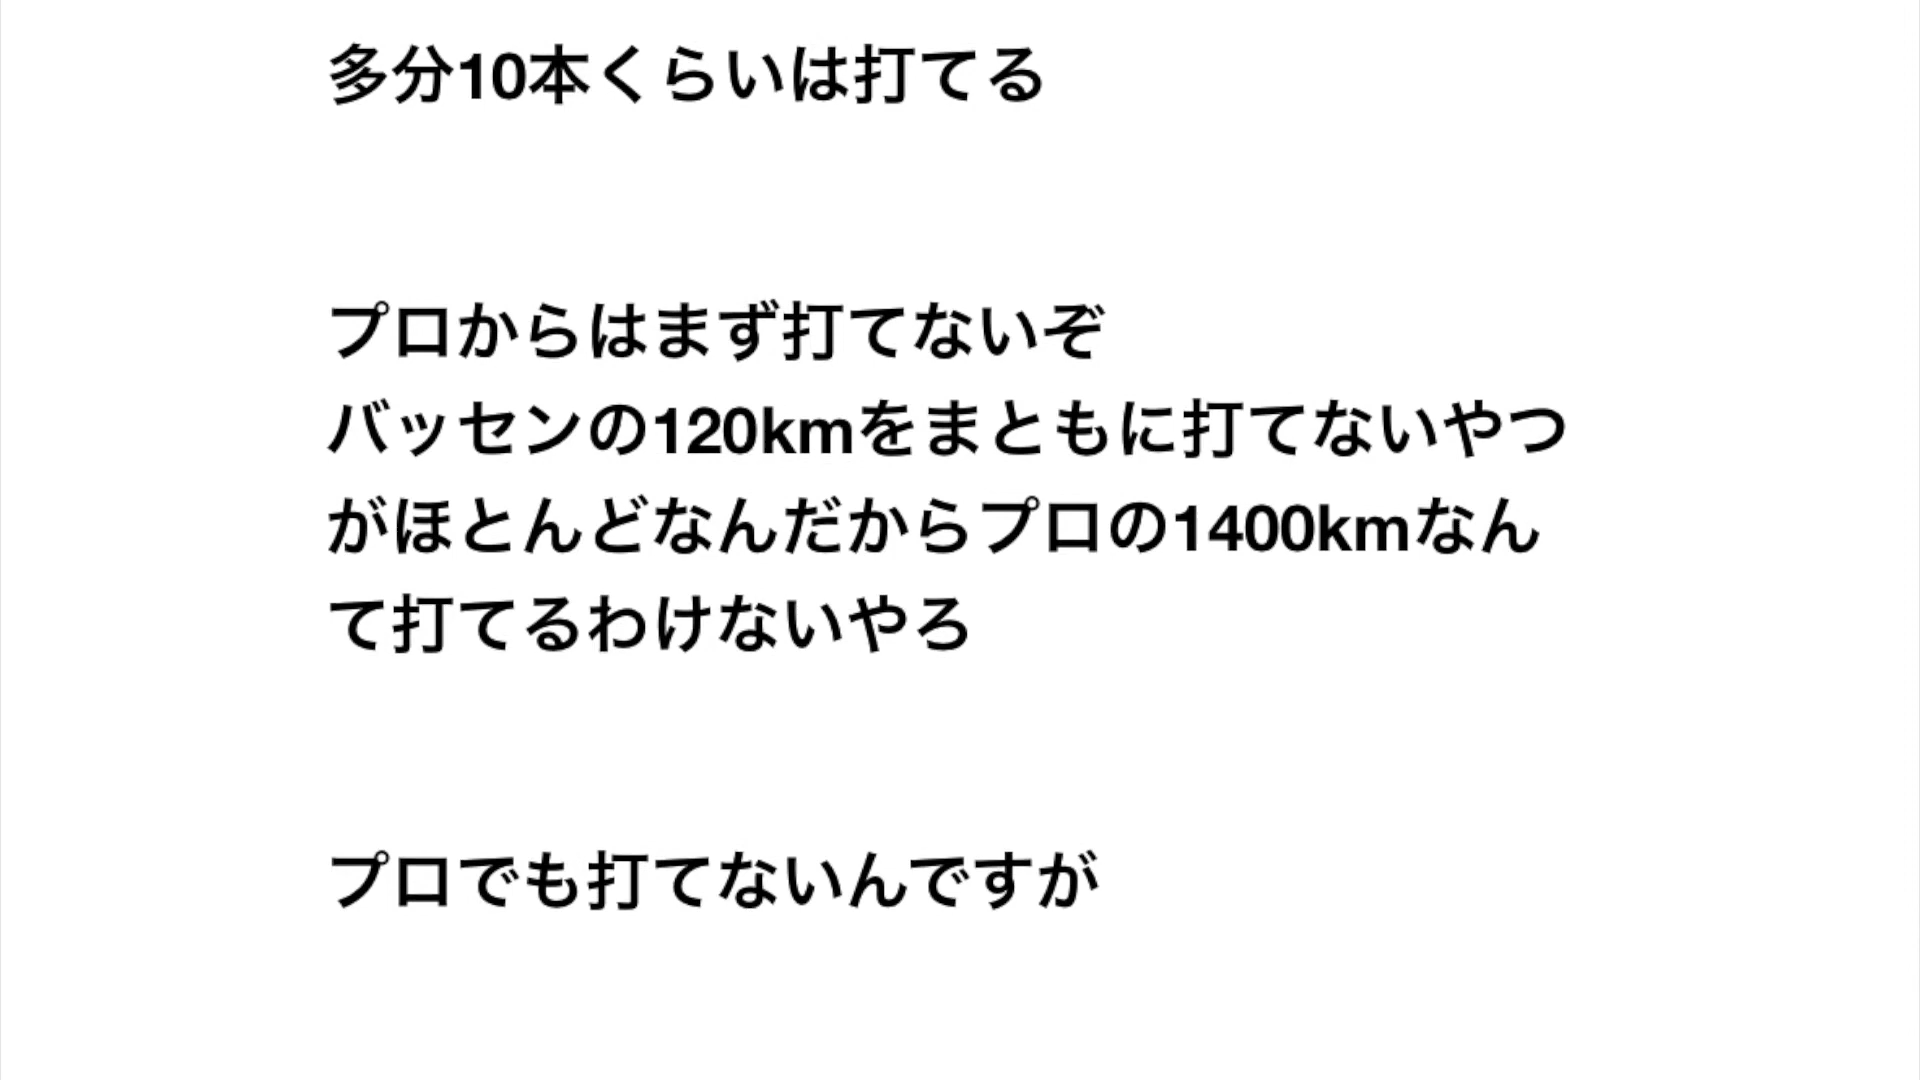 多分10本くらいは打てる
プロからはまず打てないぞ
バッセンの120kmをまともに打てないやつ
がほとんどなんだからプロの1400kmなん
て打てるわけないやろ
プロでも打てないんですが